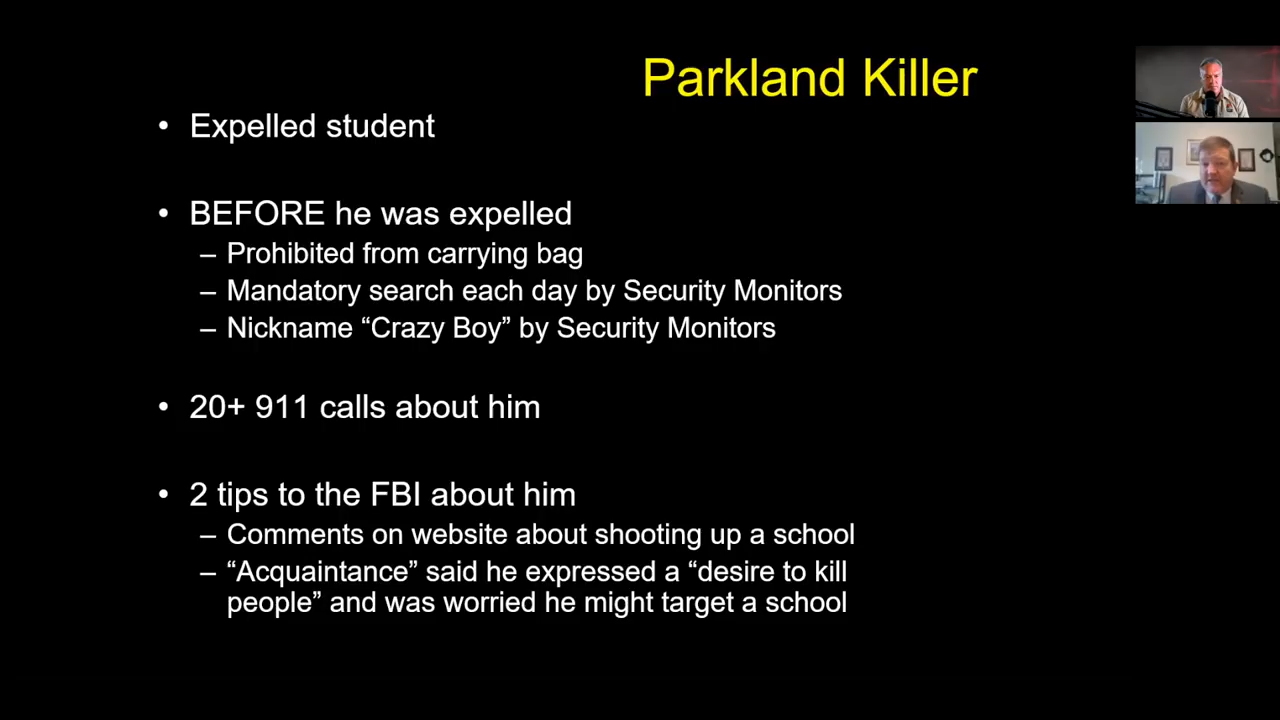 Parkland Killer
• Expelled student
• BEFORE he was expelled
– Prohibited from carrying bag
– Mandatory search each day by Security Monitors
– Nickname “Crazy Boy” by Security Monitors
• 20+ 911 calls about him
• 2 tips to the FBI about him
– Comments on website about shooting up a school
– “Acquaintance” said he expressed a “desire to kill
people” and was worried he might target a school